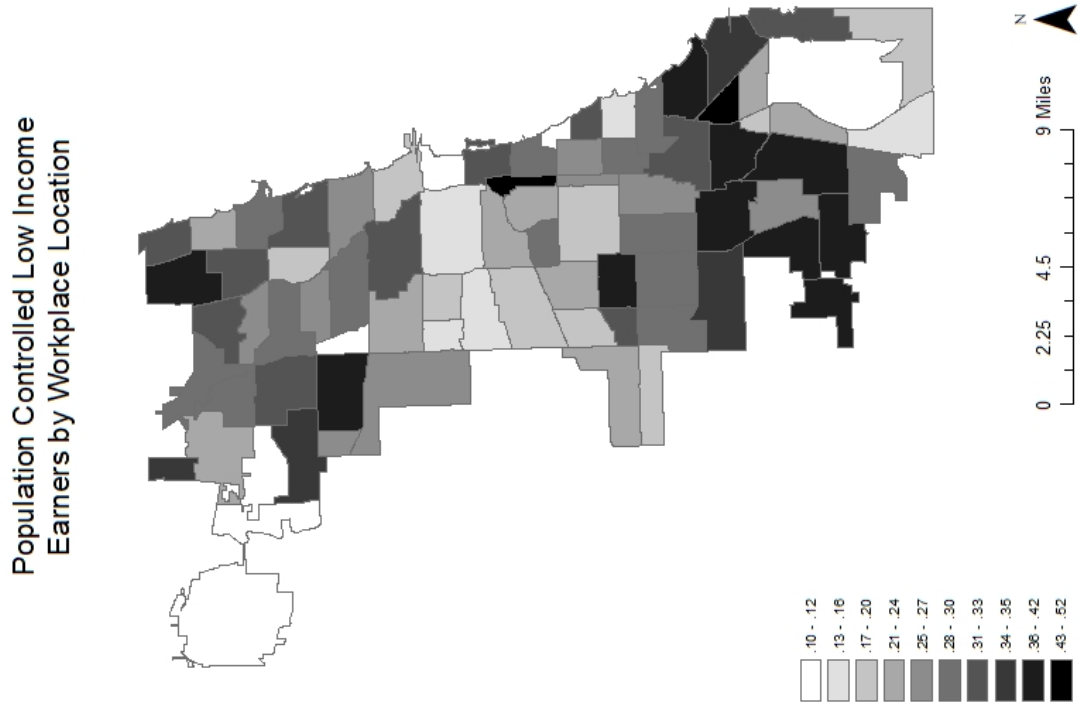 Population Controlled Low Income
Earners by Workplace Location
N
0 2.25 4.5 9 Miles
.10 - .12
.13 - .16
.17 - .20
.21 - .24
.25 - .27
.28 - .30
.31 - .33
.34 - .35
.36 - .42
.43 - .52